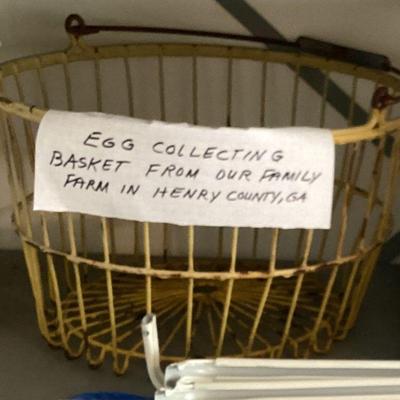 EGG COLLECTING
BASKET FROM OUR FAMILY
FARM IN HENRY COUNTY, GA